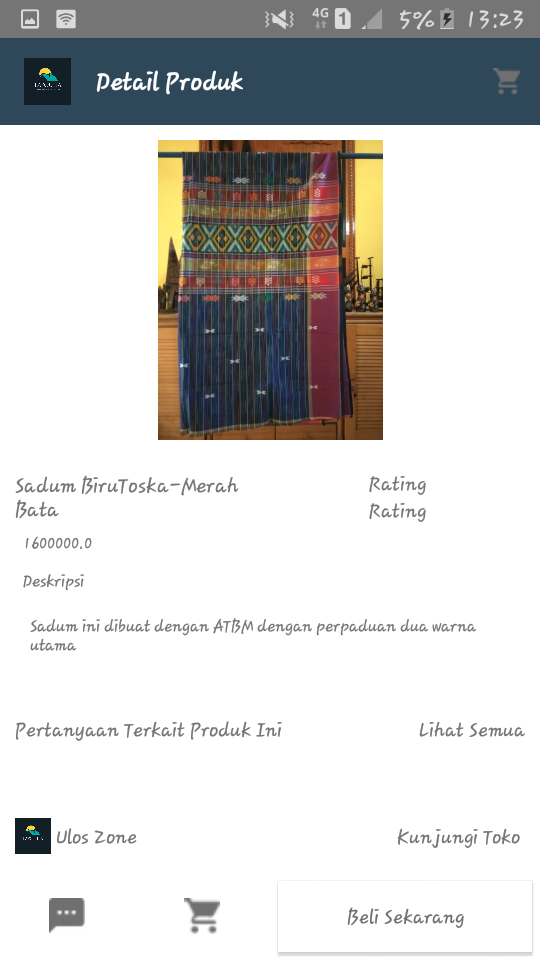 4G 1 5% 13:23
Detail Produk
Sadum BiruToska-Merah
Bata
Rating
Rating
1600000.0
Deskripsi
Sadum ini dibuat dengan ATBM dengan perpaduan dua warna
utama
Pertanyaan Terkait Produk Ini
Lihat Semua
Ulos Zone
Kunjungi Toko
Beli Sekarang